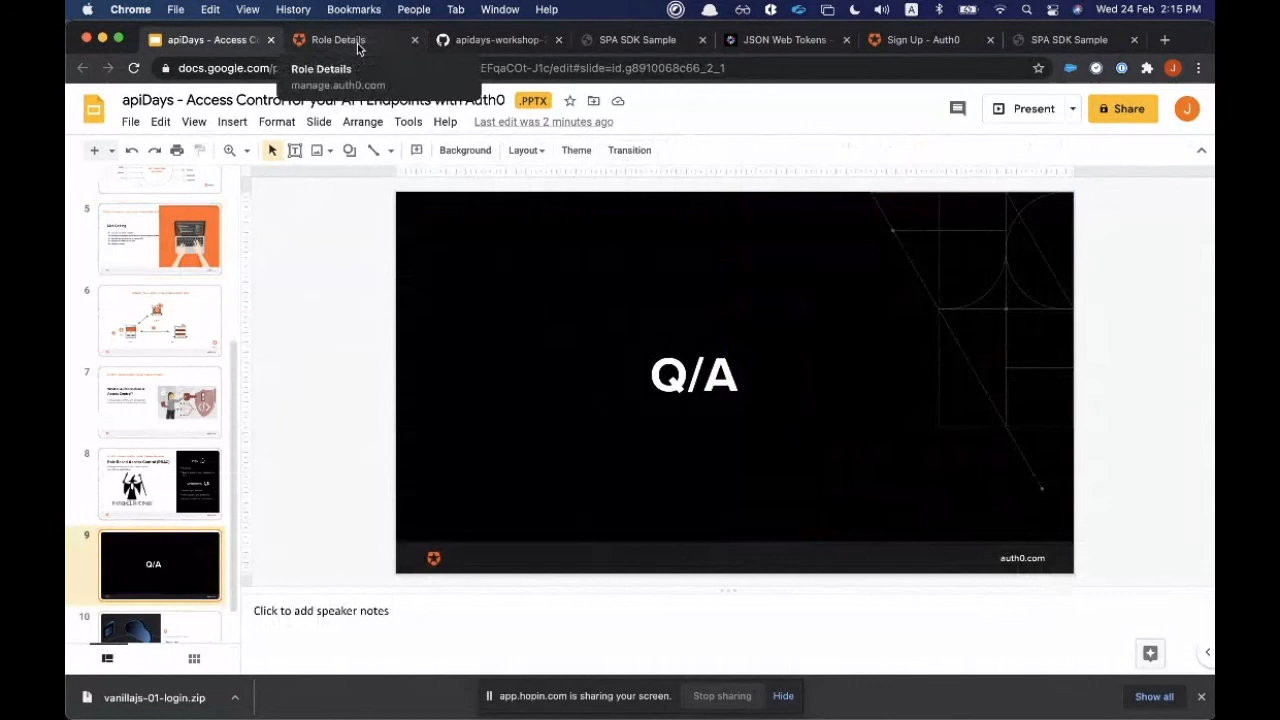 Chrome File Edit View History Bookmarks People Tab Window Help A Wed 24 Feb 2:15 PM
apiDays - Access Co Role Details apidays-workshop- SPA SDK Sample JSON Web Tokens - Sign Up - Auth0 SPA SDK Sample
docs.google.com/p EFqaCOt-J1c/edit#slide=id.g8910068c66_2_1
Role Details
manage.auth0.com
apiDays - Access Control for your API Endpoints with Auth0 .PPTX Present Share J
File Edit View Insert Format Slide Arrange Tools Help Last edit was 2 minutes ago
Background Layout Theme Transition
5
6
7
8
9
Q/A
10
Q/A
auth0.com
Click to add speaker notes
vanillajs-01-login.zip
app.hopin.com is sharing your screen. Stop sharing Hide
Show all